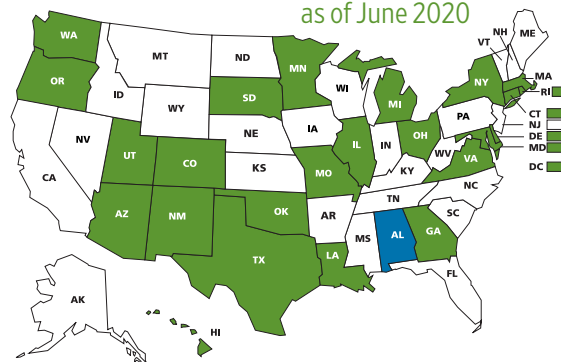 as of June 2020
WA
OR
CA
NV
ID
MT
WY
UT
AZ
CO
NM
ND
SD
NE
KS
OK
TX
MN
IA
MO
AR
LA
WI
IL
MI
IN
OH
KY
TN
MS
AL
GA
FL
SC
NC
VA
WV
PA
NY
VT
NH
ME
MA
RI
CT
NJ
DE
MD
DC
AK
HI